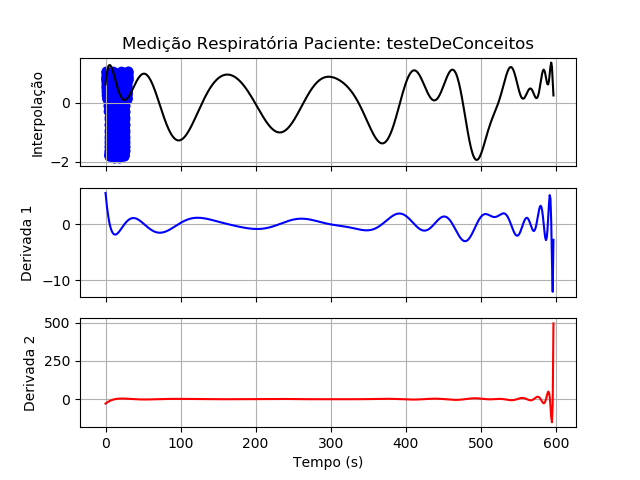 Medição Respiratória Paciente: testeDeConceitos
Interpolação
0
−2
Derivada 1
0
−10
Derivada 2
500
250
0
0 100 200 300 400 500 600
Tempo (s)